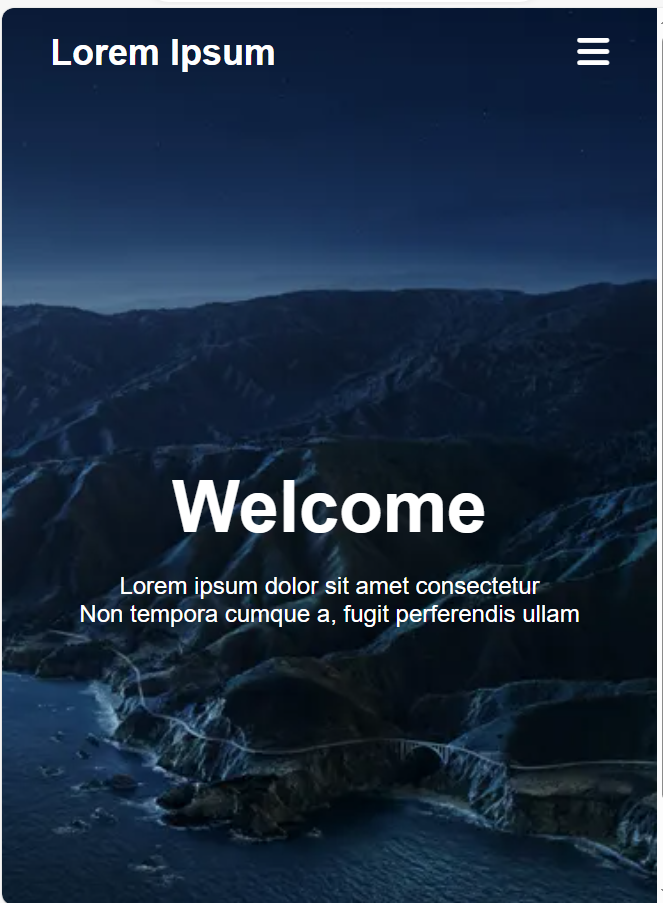 Lorem Ipsum
Welcome
Lorem ipsum dolor sit amet consectetur
Non tempora cumque a, fugit perferendis ullam